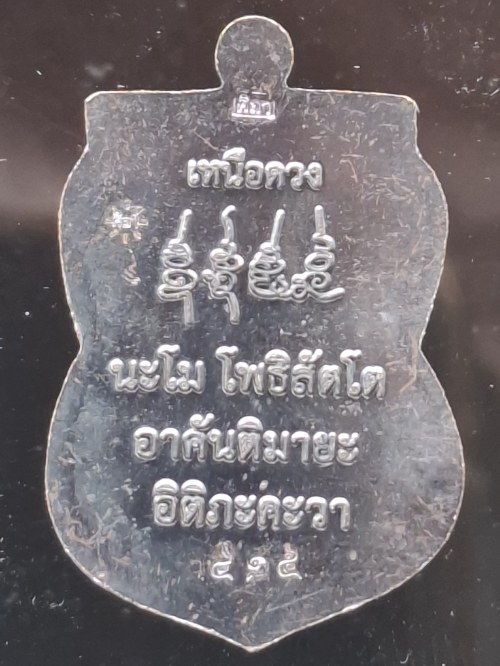 เหนือดวง
นะโม โพธิสัตโต
อาคันติมายะ
อิติภะคะวา
๕๑๕